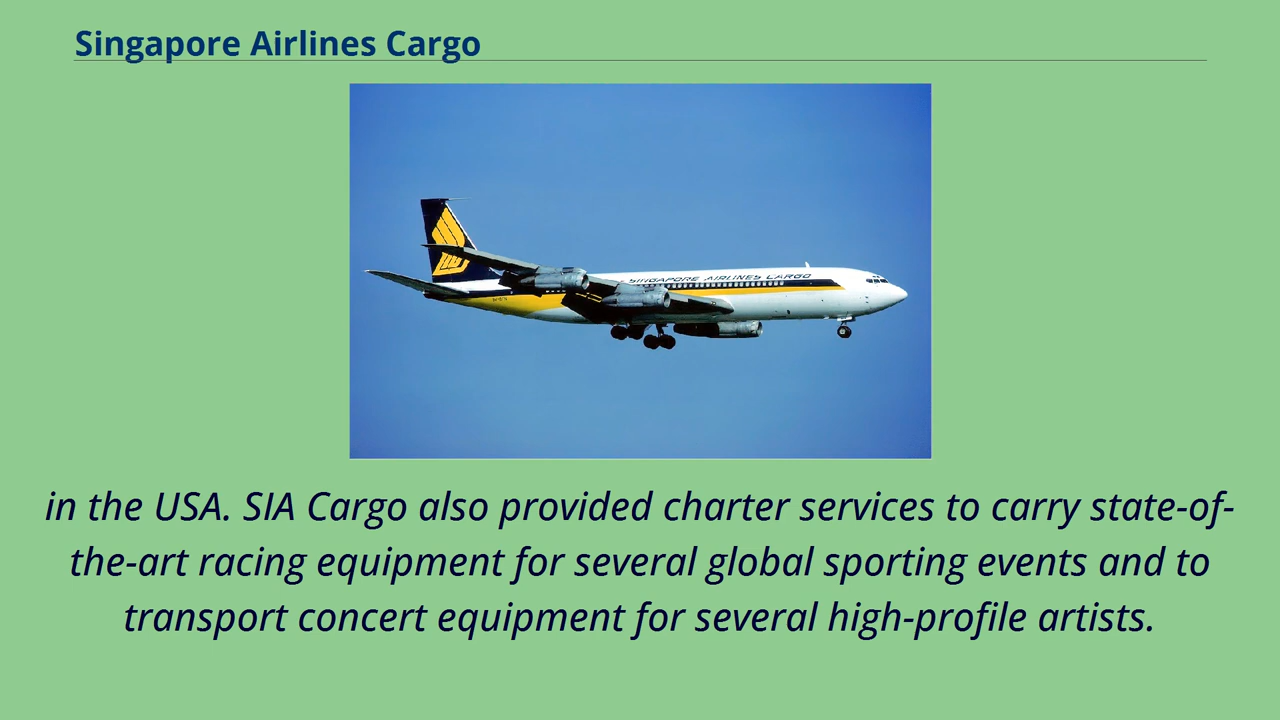 Singapore Airlines Cargo
SINGAPORE AIRLINES CARGO
in the USA. SIA Cargo also provided charter services to carry state-of-
the-art racing equipment for several global sporting events and to
transport concert equipment for several high-profile artists.